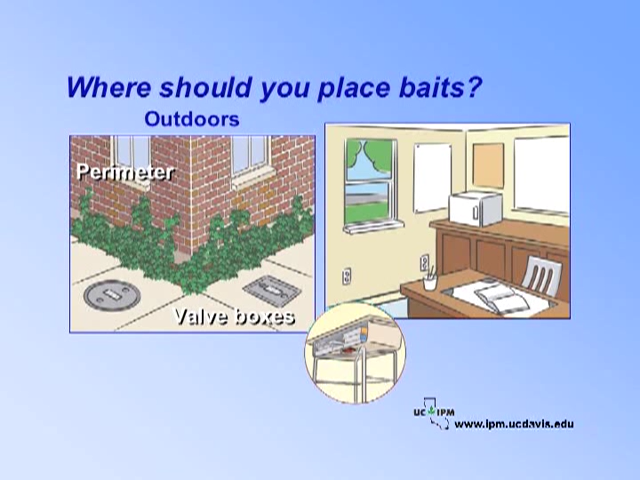 Where should you place baits?
Outdoors
Perimeter
Valve boxes
UC IPM
www.ipm.ucdavis.edu